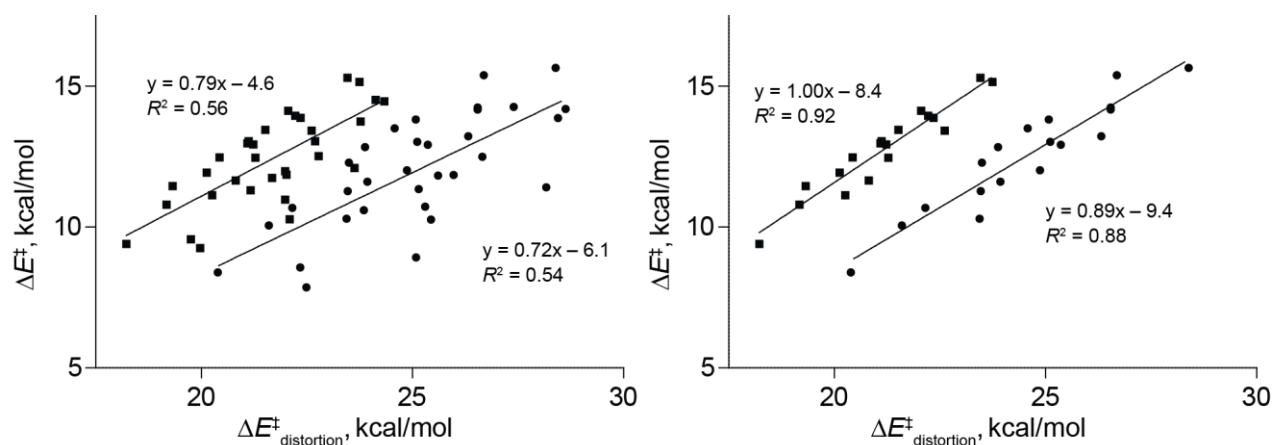 15
10
5
20
25
30
ΔE‡, kcal/mol
ΔE‡distortion, kcal/mol
y = 0.79x – 4.6
R² = 0.56
y = 0.72x – 6.1
R² = 0.54
15
10
5
20
25
30
ΔE‡, kcal/mol
ΔE‡distortion, kcal/mol
y = 1.00x – 8.4
R² = 0.92
y = 0.89x – 9.4
R² = 0.88